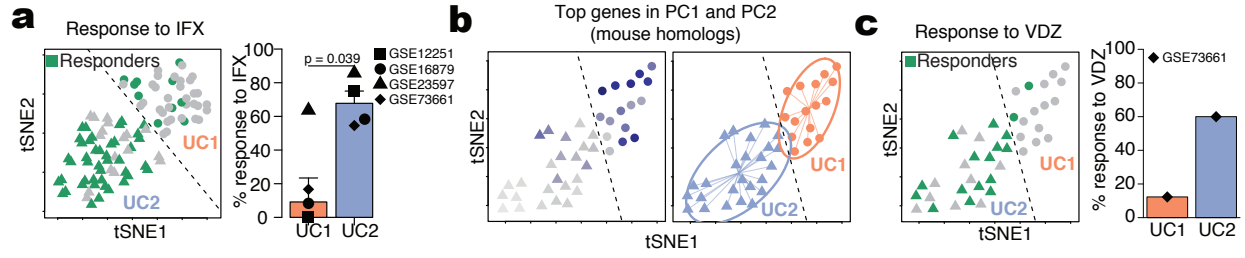 a
Response to IFX
Responders
UC1
UC2
tSNE2
tSNE1
% response to IFX
100
80
60
40
20
0
p = 0.039
UC1 UC2
GSE12251
GSE16879
GSE23597
GSE73661
b
Top genes in PC1 and PC2
(mouse homologs)
tSNE2
UC1
UC2
tSNE1
c
Response to VDZ
Responders
UC1
UC2
tSNE2
tSNE1
% response to VDZ
100
80
60
40
20
0
GSE73661
UC1 UC2